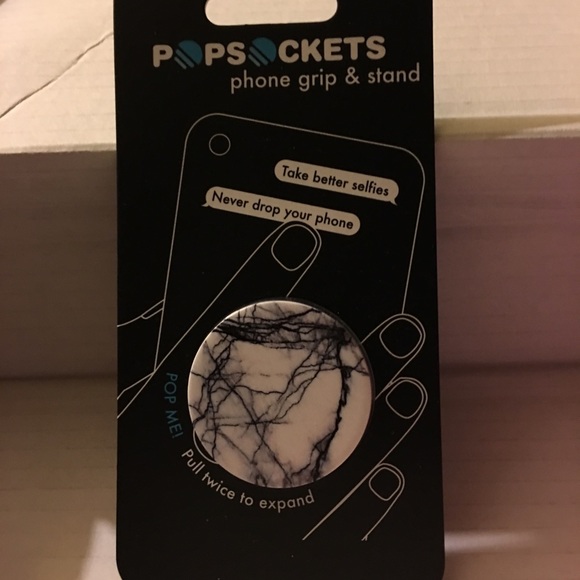 POPSOCKETS
phone grip & stand
Take better selfies
Never drop your phone
POP ME!
Pull twice to expand